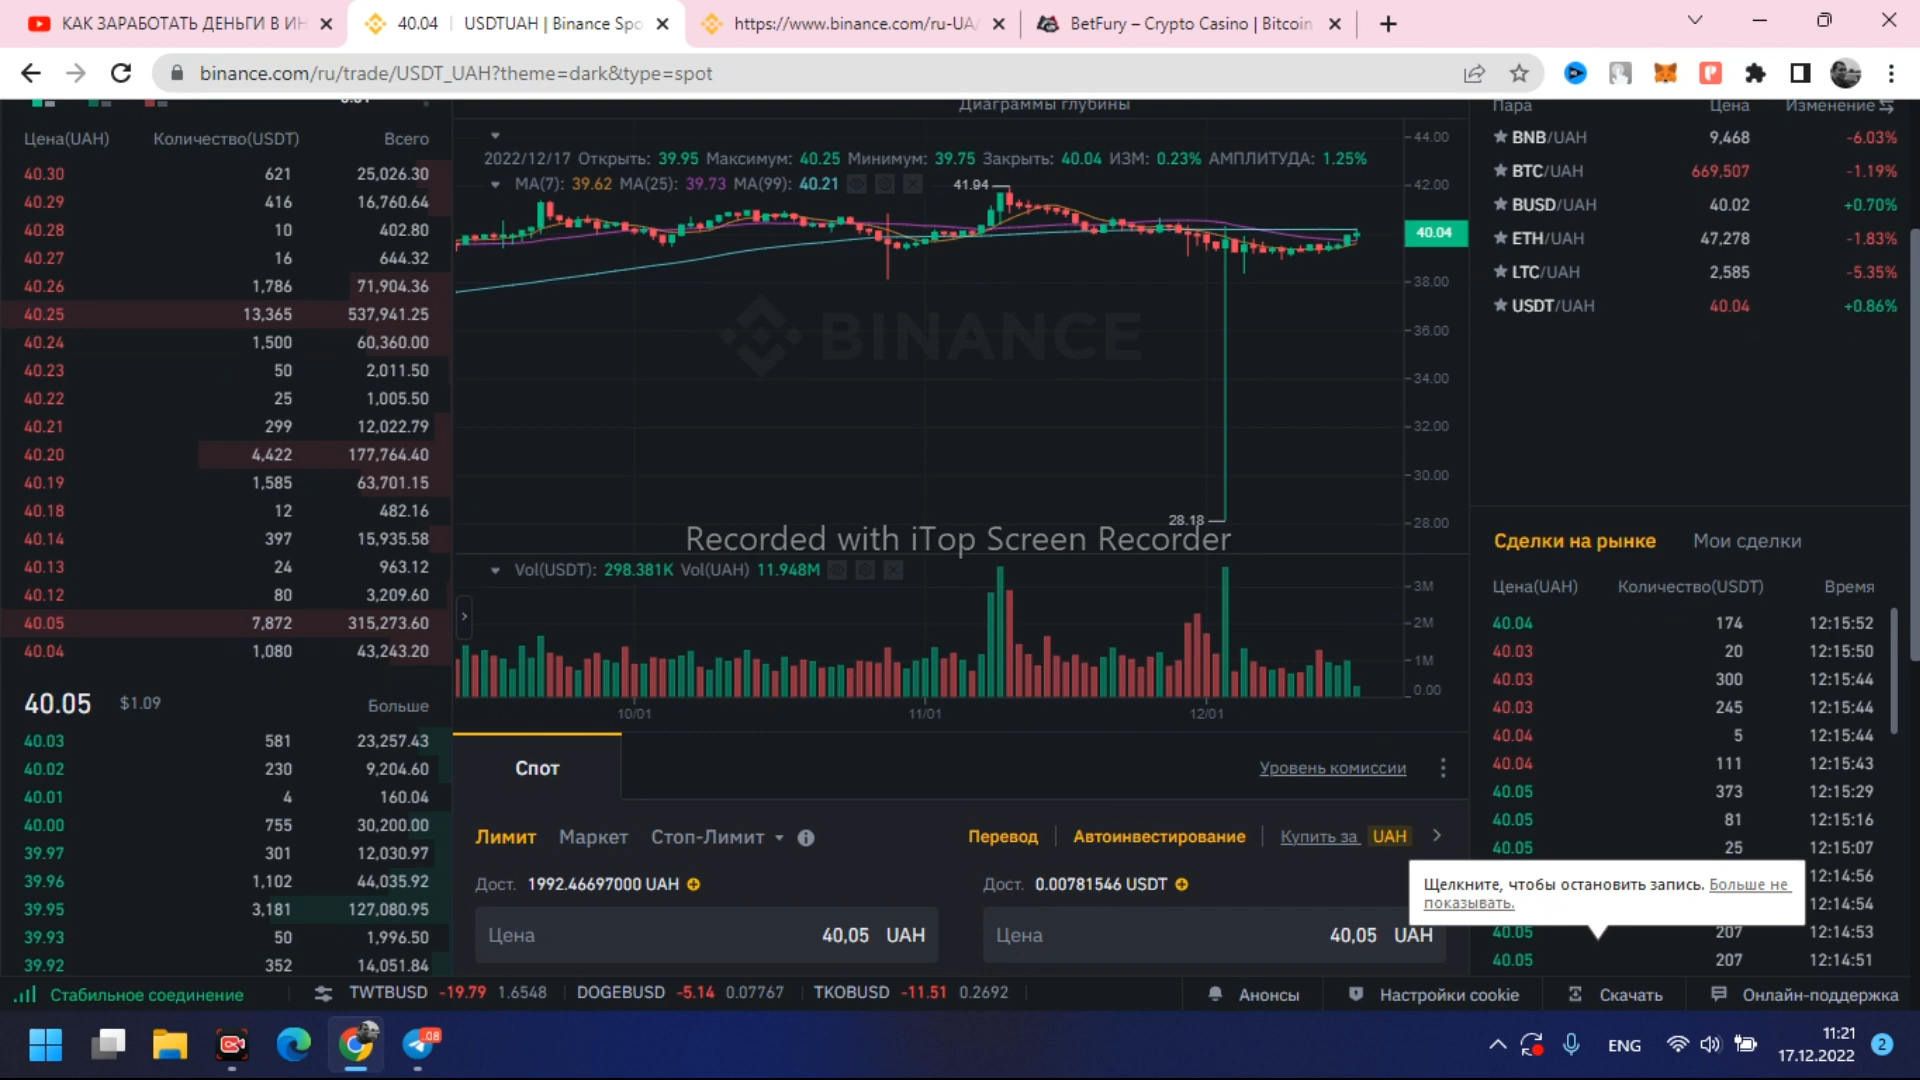 КАК ЗАРАБОТАТЬ ДЕНЬГИ В ИН
40.04 | USDTUAH | Binance Spo
https://www.binance.com/ru-UA/
BetFury – Crypto Casino | Bitcoin
binance.com/ru/trade/USDT_UAH?theme=dark&type=spot
Диаграммы глубины
Пара Цена Изменение
Цена(UAH) Количество(USDT) Всего
40.30 621 25,026.30
40.29 416 16,760.64
40.28 10 402.80
40.27 16 644.32
40.26 1,786 71,904.36
40.25 13,365 537,941.25
40.24 1,500 60,360.00
40.23 50 2,011.50
40.22 25 1,005.50
40.21 299 12,022.79
40.20 4,422 177,764.40
40.19 1,585 63,701.15
40.18 12 482.16
40.14 397 15,935.58
40.13 24 963.12
40.12 80 3,209.60
40.05 7,872 315,273.60
40.04 1,080 43,243.20
40.05 $1.09 Больше
40.03 581 23,257.43
40.02 230 9,204.60
40.01 4 160.04
40.00 755 30,200.00
39.97 301 12,030.97
39.96 1,102 44,035.92
39.95 3,181 127,080.95
39.93 50 1,996.50
39.92 352 14,051.84
2022/12/17 Открыть: 39.95 Максимум: 40.25 Минимум: 39.75 Закрыть: 40.04 ИЗМ: 0.23% АМПЛИТУДА: 1.25%
MA(7): 39.62 MA(25): 39.73 MA(99): 40.21
41.94
44.00
42.00
40.04
38.00
36.00
34.00
32.00
30.00
28.00
BINANCE
28.18
Recorded with iTop Screen Recorder
Vol(USDT): 298.381K Vol(UAH) 11.948M
3M
2M
1M
0.00
10/01 11/01 12/01
Спот
Уровень комиссии
Лимит Маркет Стоп-Лимит
Перевод Автоинвестирование Купить за UAH
Дост. 1992.46697000 UAH
Дост. 0.00781546 USDT
Цена 40,05 UAH
Цена 40,05 UAH
BNB/UAH 9,468 -6.03%
BTC/UAH 669,507 -1.19%
BUSD/UAH 40.02 +0.70%
ETH/UAH 47,278 -1.83%
LTC/UAH 2,585 -5.35%
USDT/UAH 40.04 +0.86%
Сделки на рынке Мои сделки
Цена(UAH) Количество(USDT) Время
40.04 174 12:15:52
40.03 20 12:15:50
40.03 300 12:15:44
40.03 245 12:15:44
40.04 5 12:15:44
40.04 111 12:15:43
40.05 373 12:15:29
40.05 81 12:15:16
40.05 25 12:15:07
12:14:56
12:14:54
40.05 207 12:14:53
40.05 207 12:14:51
Щелкните, чтобы остановить запись. Больше не
показывать.
Стабильное соединение
TWTBUSD -19.79 1.6548 DOGEBUSD -5.14 0.07767 TKOBUSD -11.51 0.2692
Анонсы Настройки cookie Скачать Онлайн-поддержка
.08
ENG
11:21
17.12.2022
2